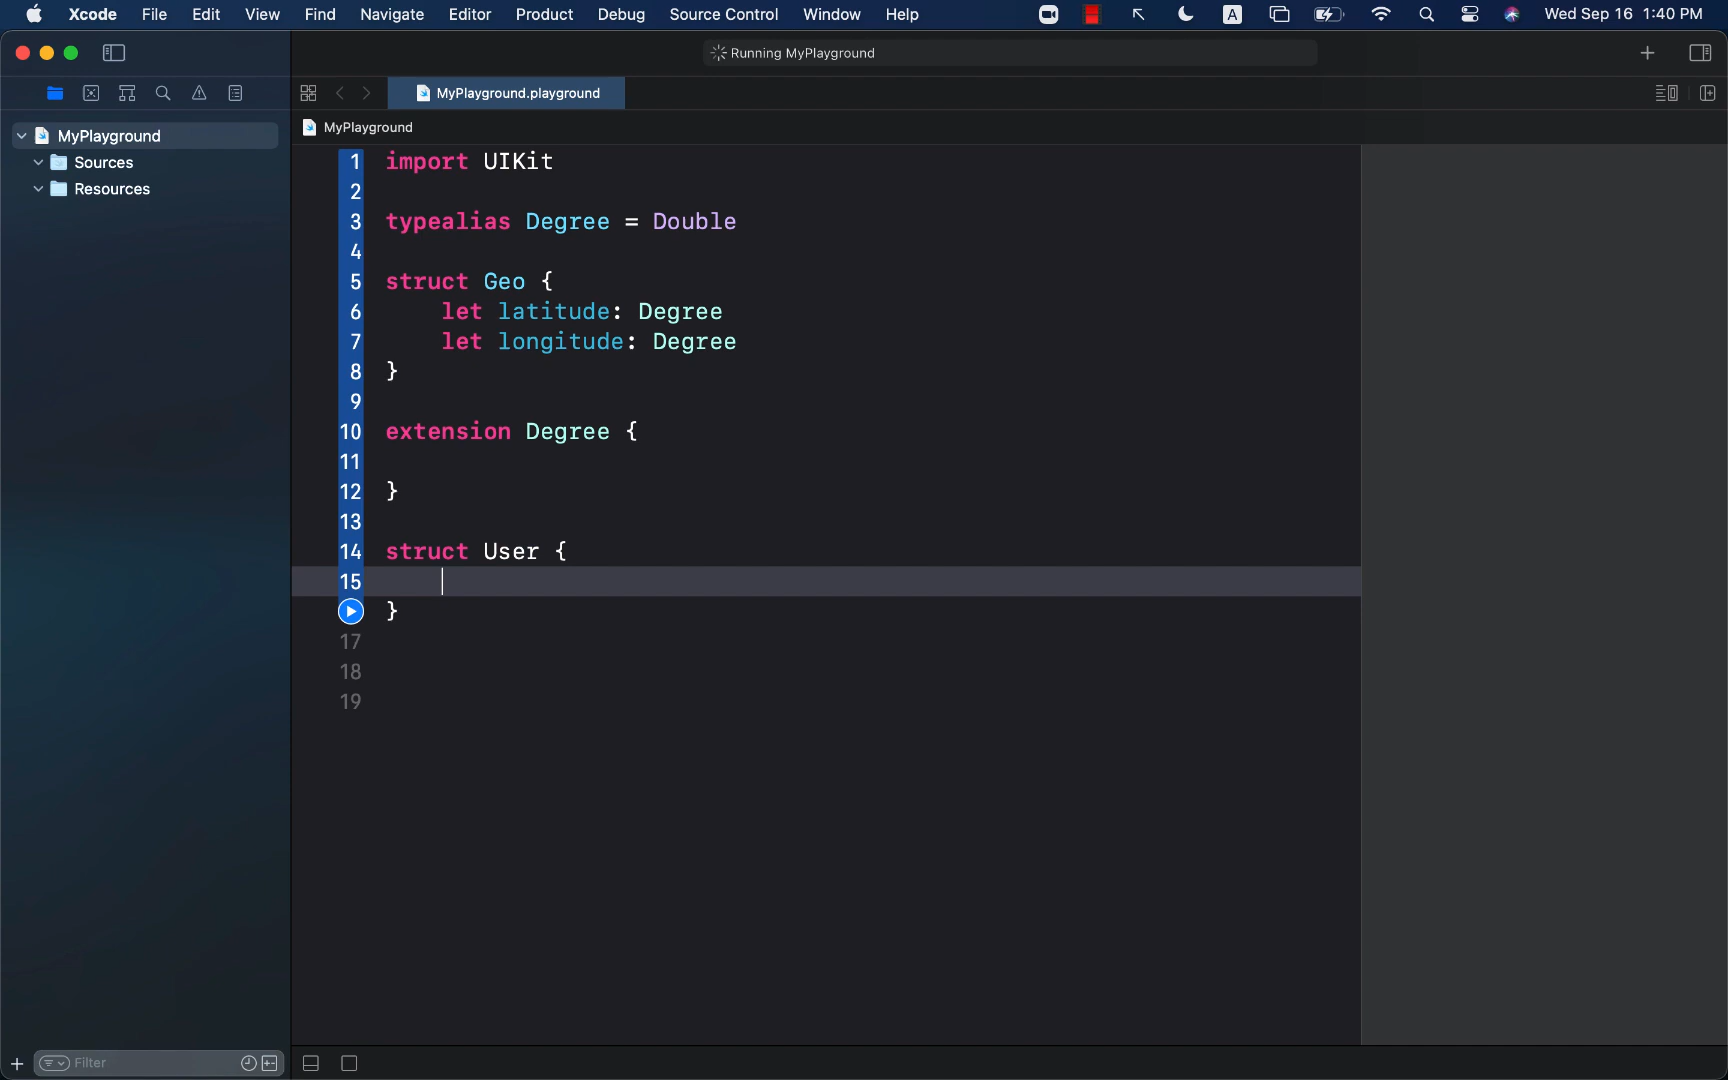 Xcode File Edit View Find Navigate Editor Product Debug Source Control Window Help A Wed Sep 16 1:40 PM
Running MyPlayground
MyPlayground.playground
MyPlayground
MyPlayground
Sources
Resources
1 import UIKit
2
3 typealias Degree = Double
4
5 struct Geo {
6 let latitude: Degree
7 let longitude: Degree
8 }
9
10 extension Degree {
11
12 }
13
14 struct User {
15
}
17
18
19
Filter